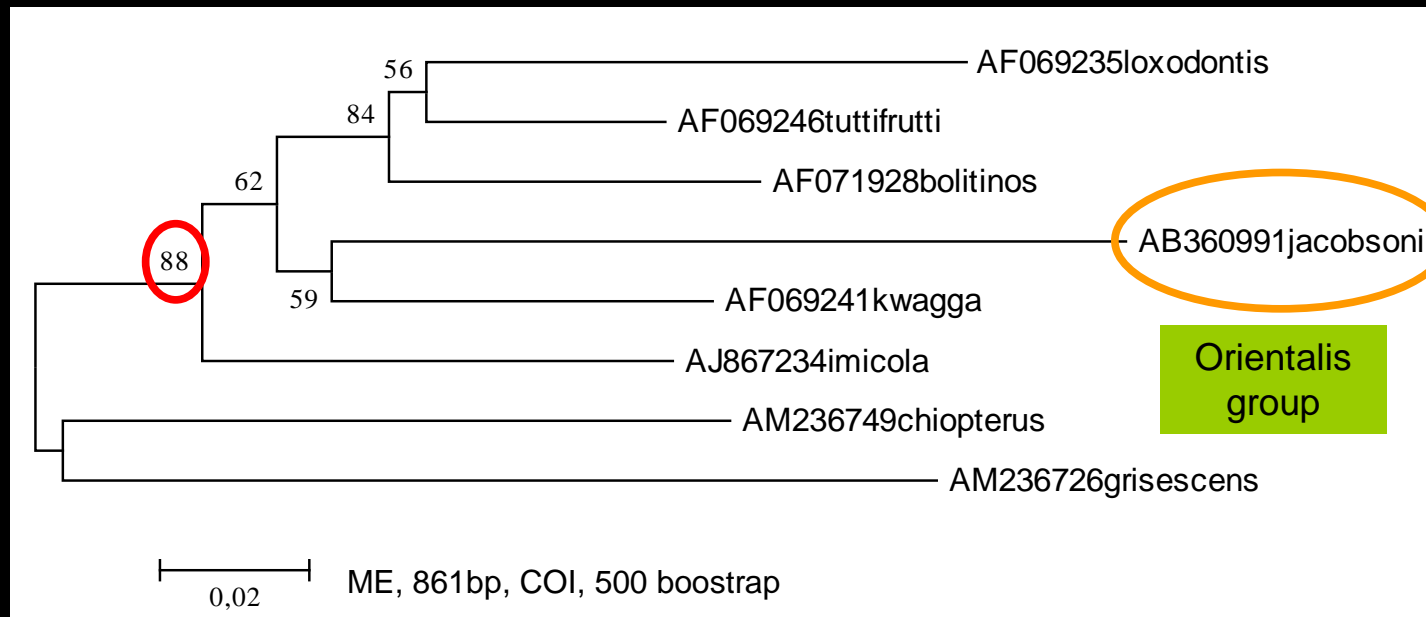 56
AF069235loxodontis
84
AF069246tuttifrutti
62
AF071928bolitinos
88
AB360991jacobsoni
59
AF069241kwagga
AJ867234imicola
Orientalis
group
AM236749chiopterus
AM236726grisescens
0,02
ME, 861bp, COI, 500 boostrap